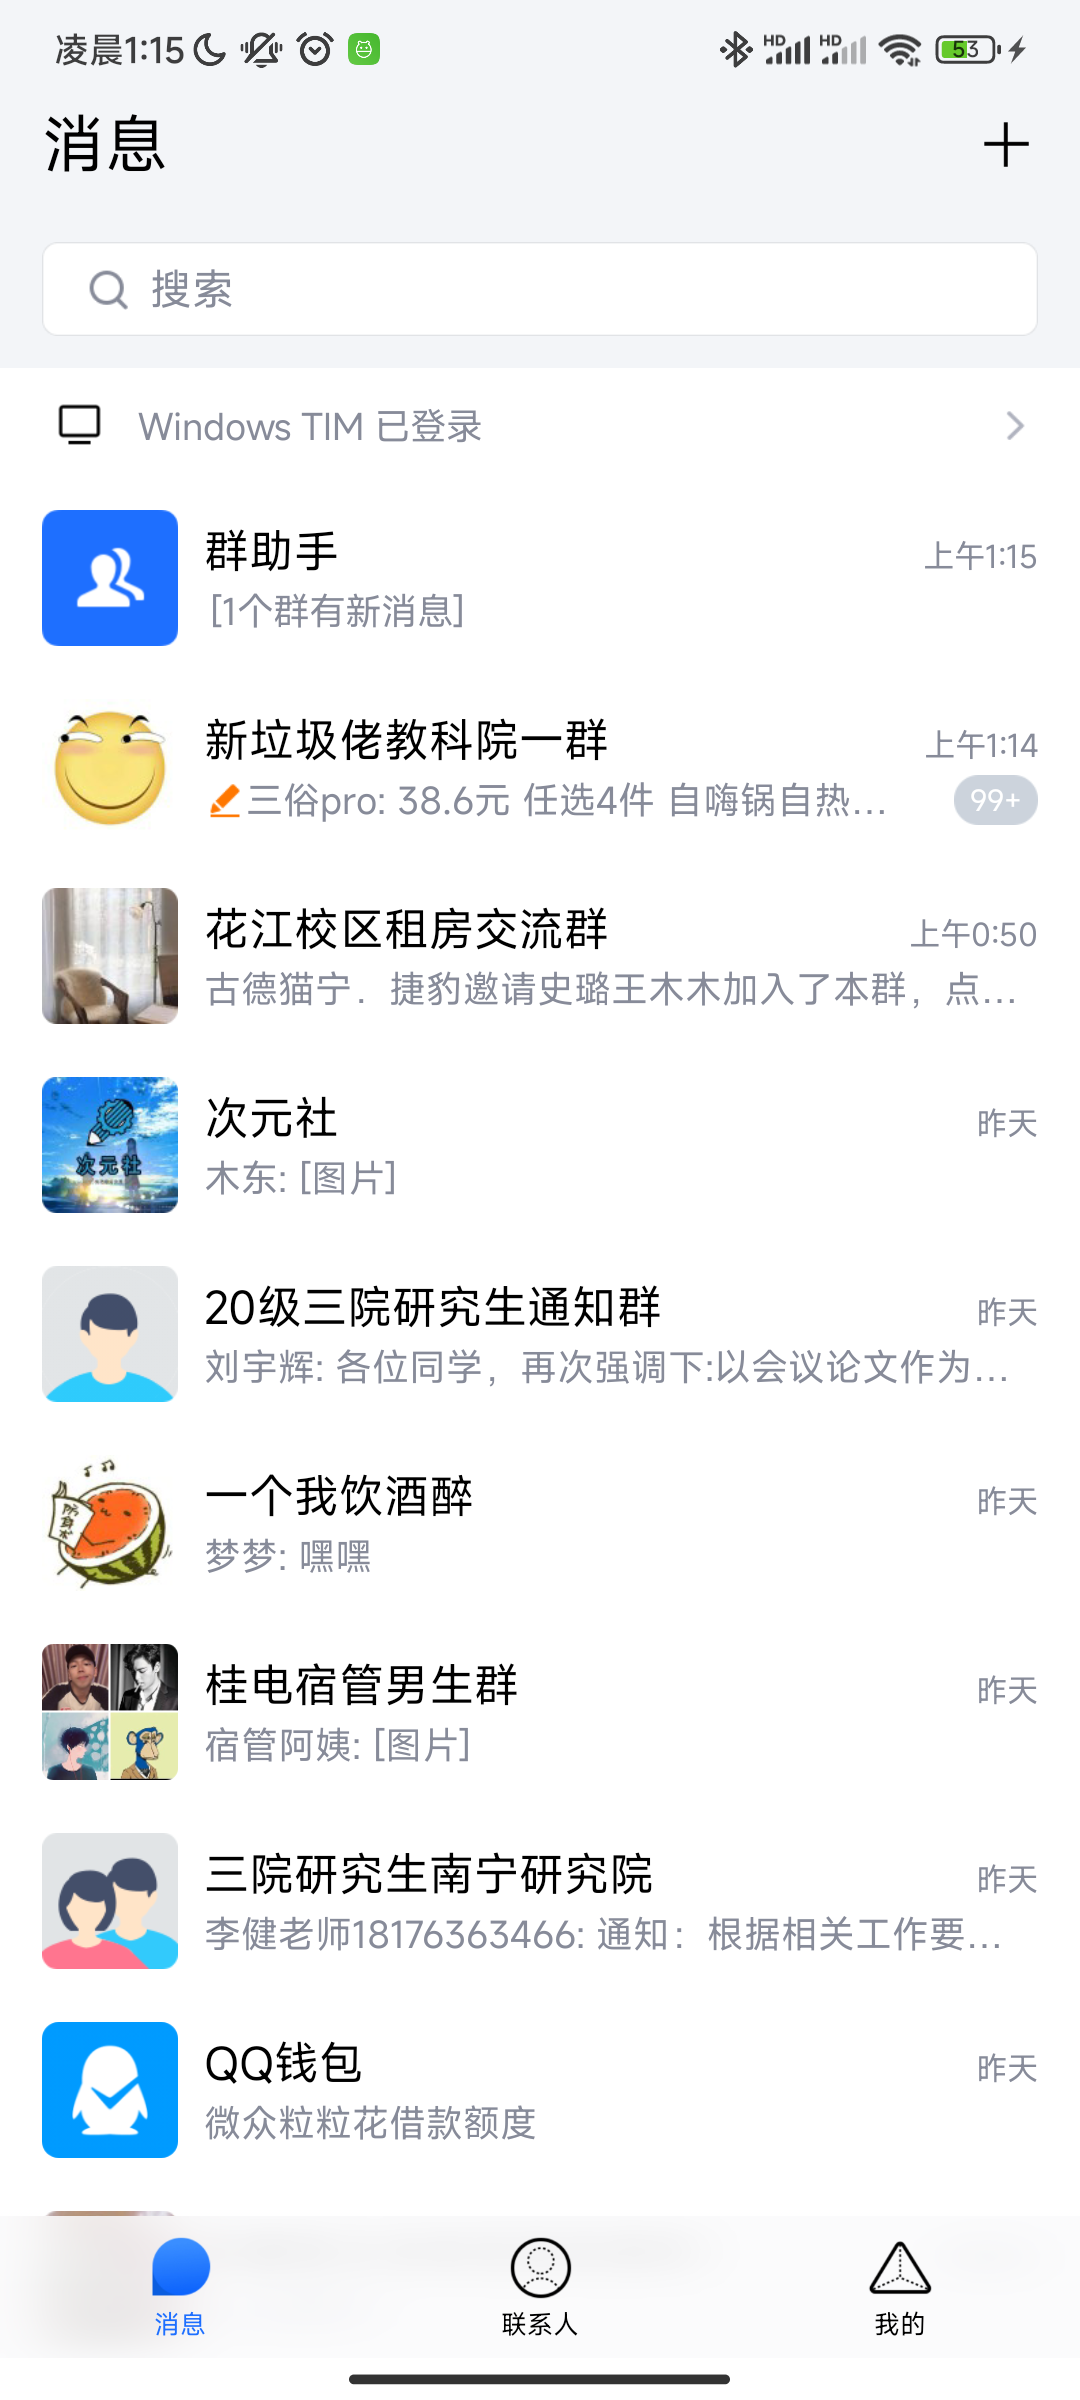 凌晨1:15
HD HD 53
消息
搜索
Windows TIM 已登录
群助手
上午1:15
[1个群有新消息]
新垃圾佬教科院一群
上午1:14
三俗pro: 38.6元 任选4件 自嗨锅自热...
99+
花江校区租房交流群
上午0:50
古德猫宁．捷豹邀请史璐王木木加入了本群，点...
次元社
昨天
次元社
木东: [图片]
20级三院研究生通知群
昨天
刘宇辉: 各位同学，再次强调下:以会议论文作为...
一个我饮酒醉
昨天
梦梦: 嘿嘿
桂电宿管男生群
昨天
宿管阿姨: [图片]
三院研究生南宁研究院
昨天
李健老师18176363466: 通知：根据相关工作要...
QQ钱包
昨天
微众粒粒花借款额度
消息
联系人
我的